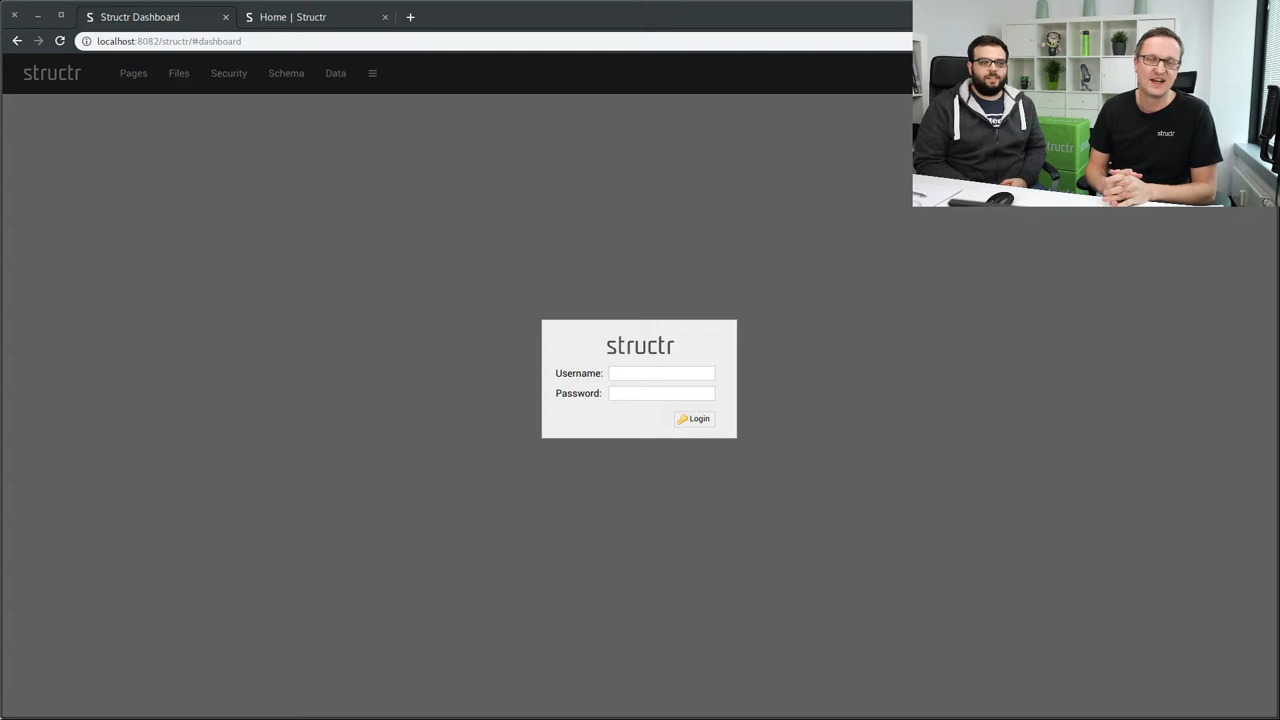 Structr Dashboard
Home | Structr
localhost:8082/structr/#dashboard
structr
Pages
Files
Security
Schema
Data
structr
Username:
Password:
Login
structr
structr